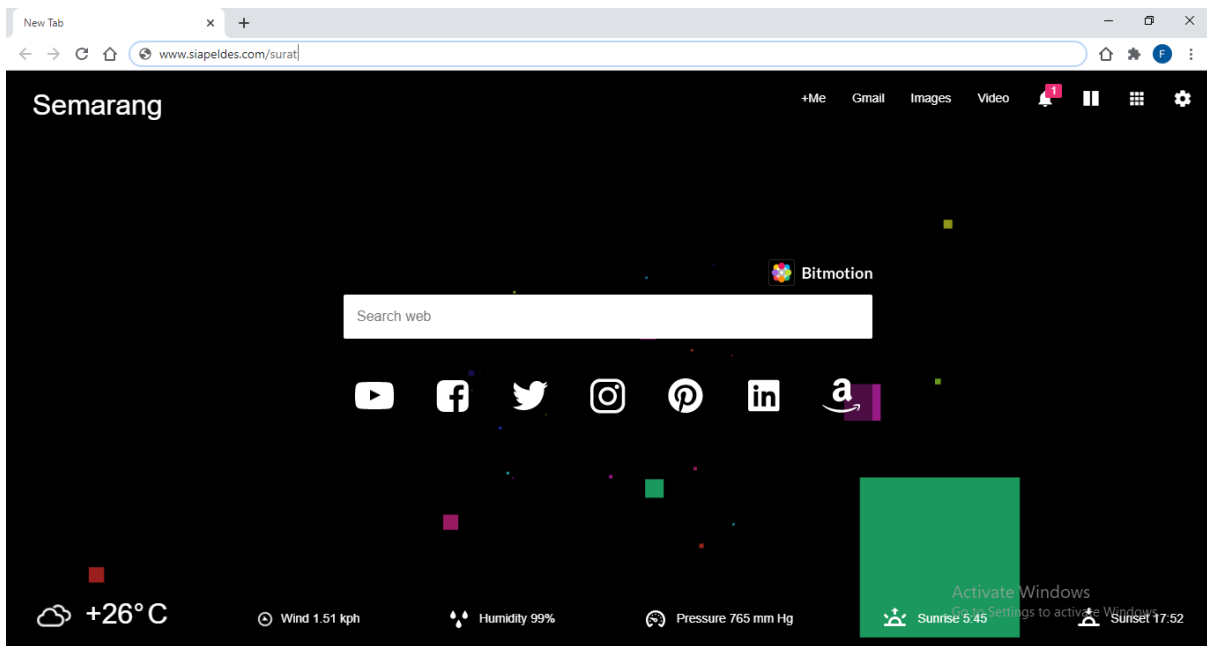 New Tab
www.siapeldes.com/surat
F
Semarang
+Me Gmail Images Video 1
Bitmotion
Search web
+26°C
Wind 1.51 kph
Humidity 99%
Pressure 765 mm Hg
Sunrise 5:45
Sunset 17:52
Activate Windows
Go to Settings to activate Windows.